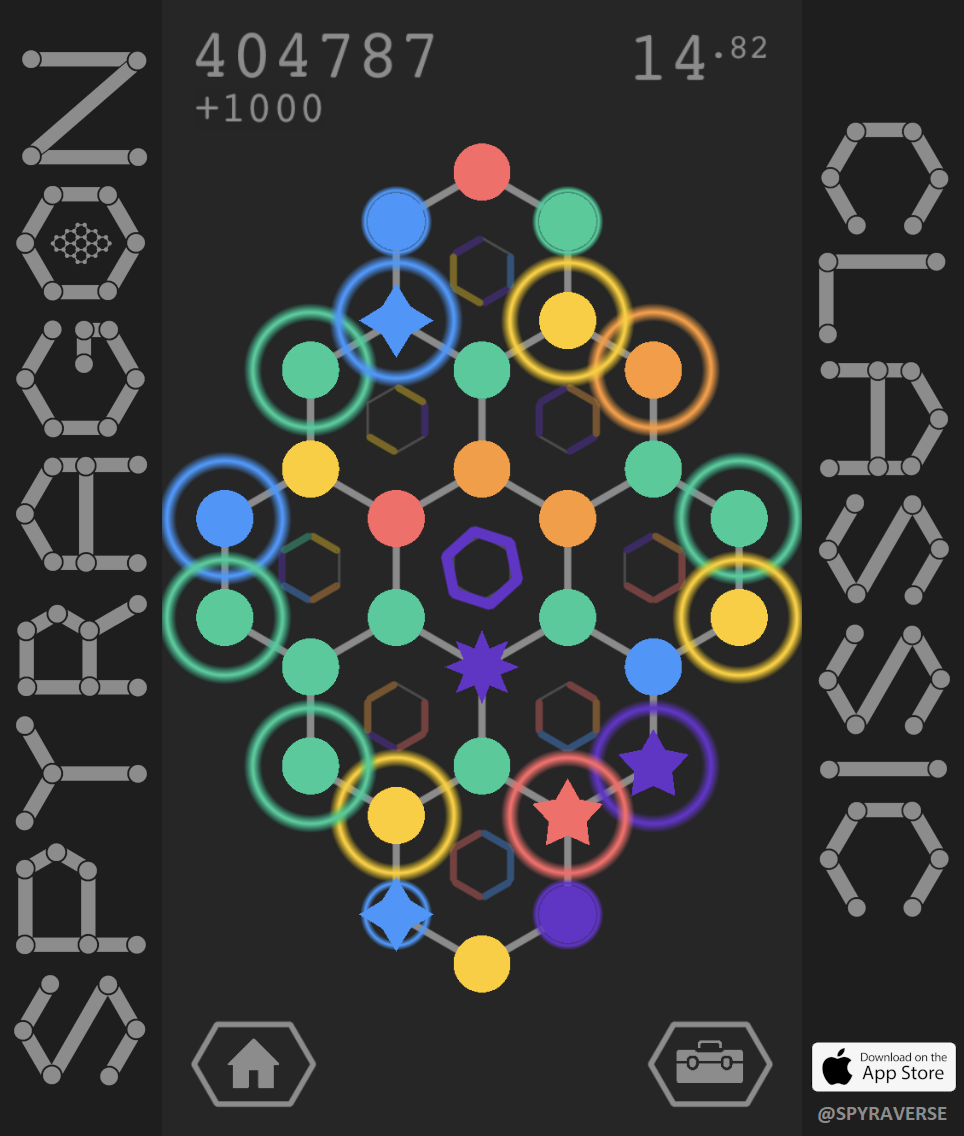 SPYRAGON
404787
+1000
14.82
CLASSIC
Download on the
App Store
@SPYRAVERSE